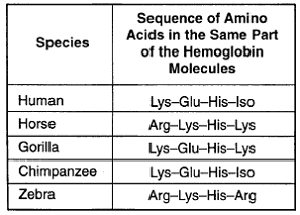 Species
Sequence of Amino
Acids in the Same Part
of the Hemoglobin
Molecules
Human Lys–Glu–His–Iso
Horse Arg–Lys–His–Lys
Gorilla Lys–Glu–His–Lys
Chimpanzee Lys–Glu–His–Iso
Zebra Arg–Lys–His–Arg